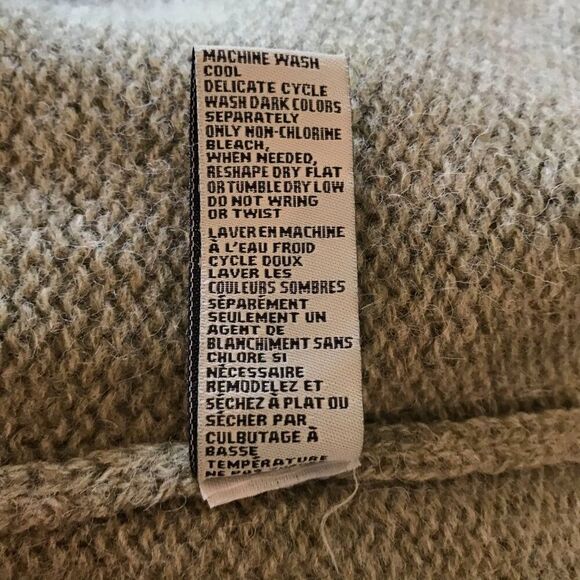 MACHINE WASH
COOL
DELICATE CYCLE
WASH DARK COLORS
SEPARATELY
ONLY NON-CHLORINE
BLEACH,
WHEN NEEDED,
RESHAPE DRY FLAT
OR TUMBLE DRY LOW
DO NOT WRING
OR TWIST
LAVER EN MACHINE
À L'EAU FROID
CYCLE DOUX
LAVER LES
COULEURS SOMBRES
SÉPARÉMENT
SEULEMENT UN
AGENT DE
BLANCHIMENT SANS
CHLORE SI
NÉCESSAIRE
REMODELEZ ET
SÉCHEZ À PLAT OU
SÉCHER PAR
CULBUTAGE À
BASSE
TEMPÉRATURE
NE PAS